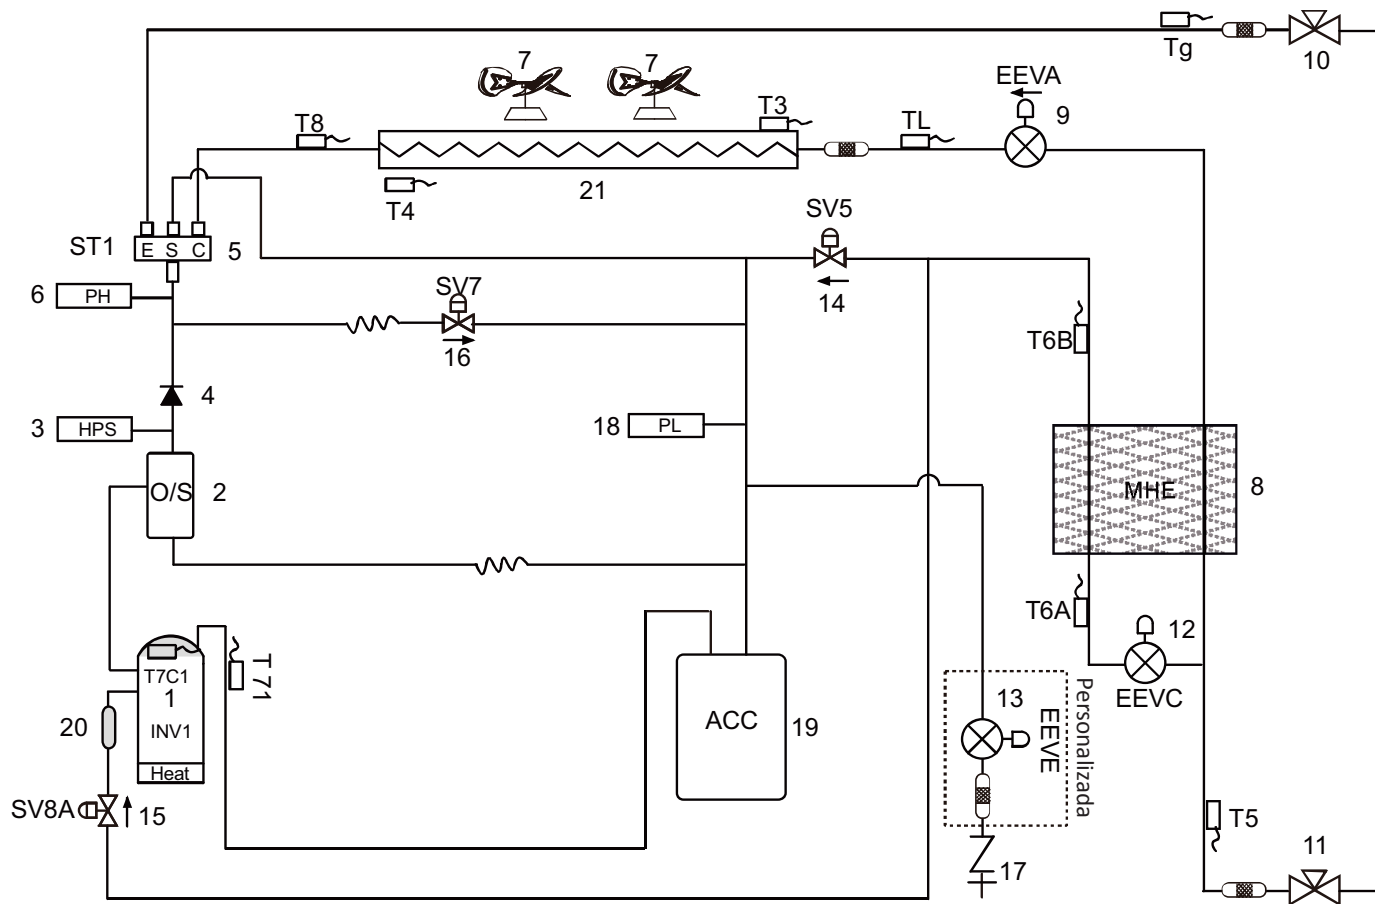 Tg
10
7
7
EEVA
9
T3
T8
TL
21
T4
SV5
ST1
E S C
5
6
PH
SV7
14
16
T6B
4
3
HPS
18
PL
O/S
2
MHE
8
T6A
12
T7C1
1
INV1
Heat
T71
20
ACC
19
13
EEVE
Personalizada
EEVC
SV8A
15
T5
17
11